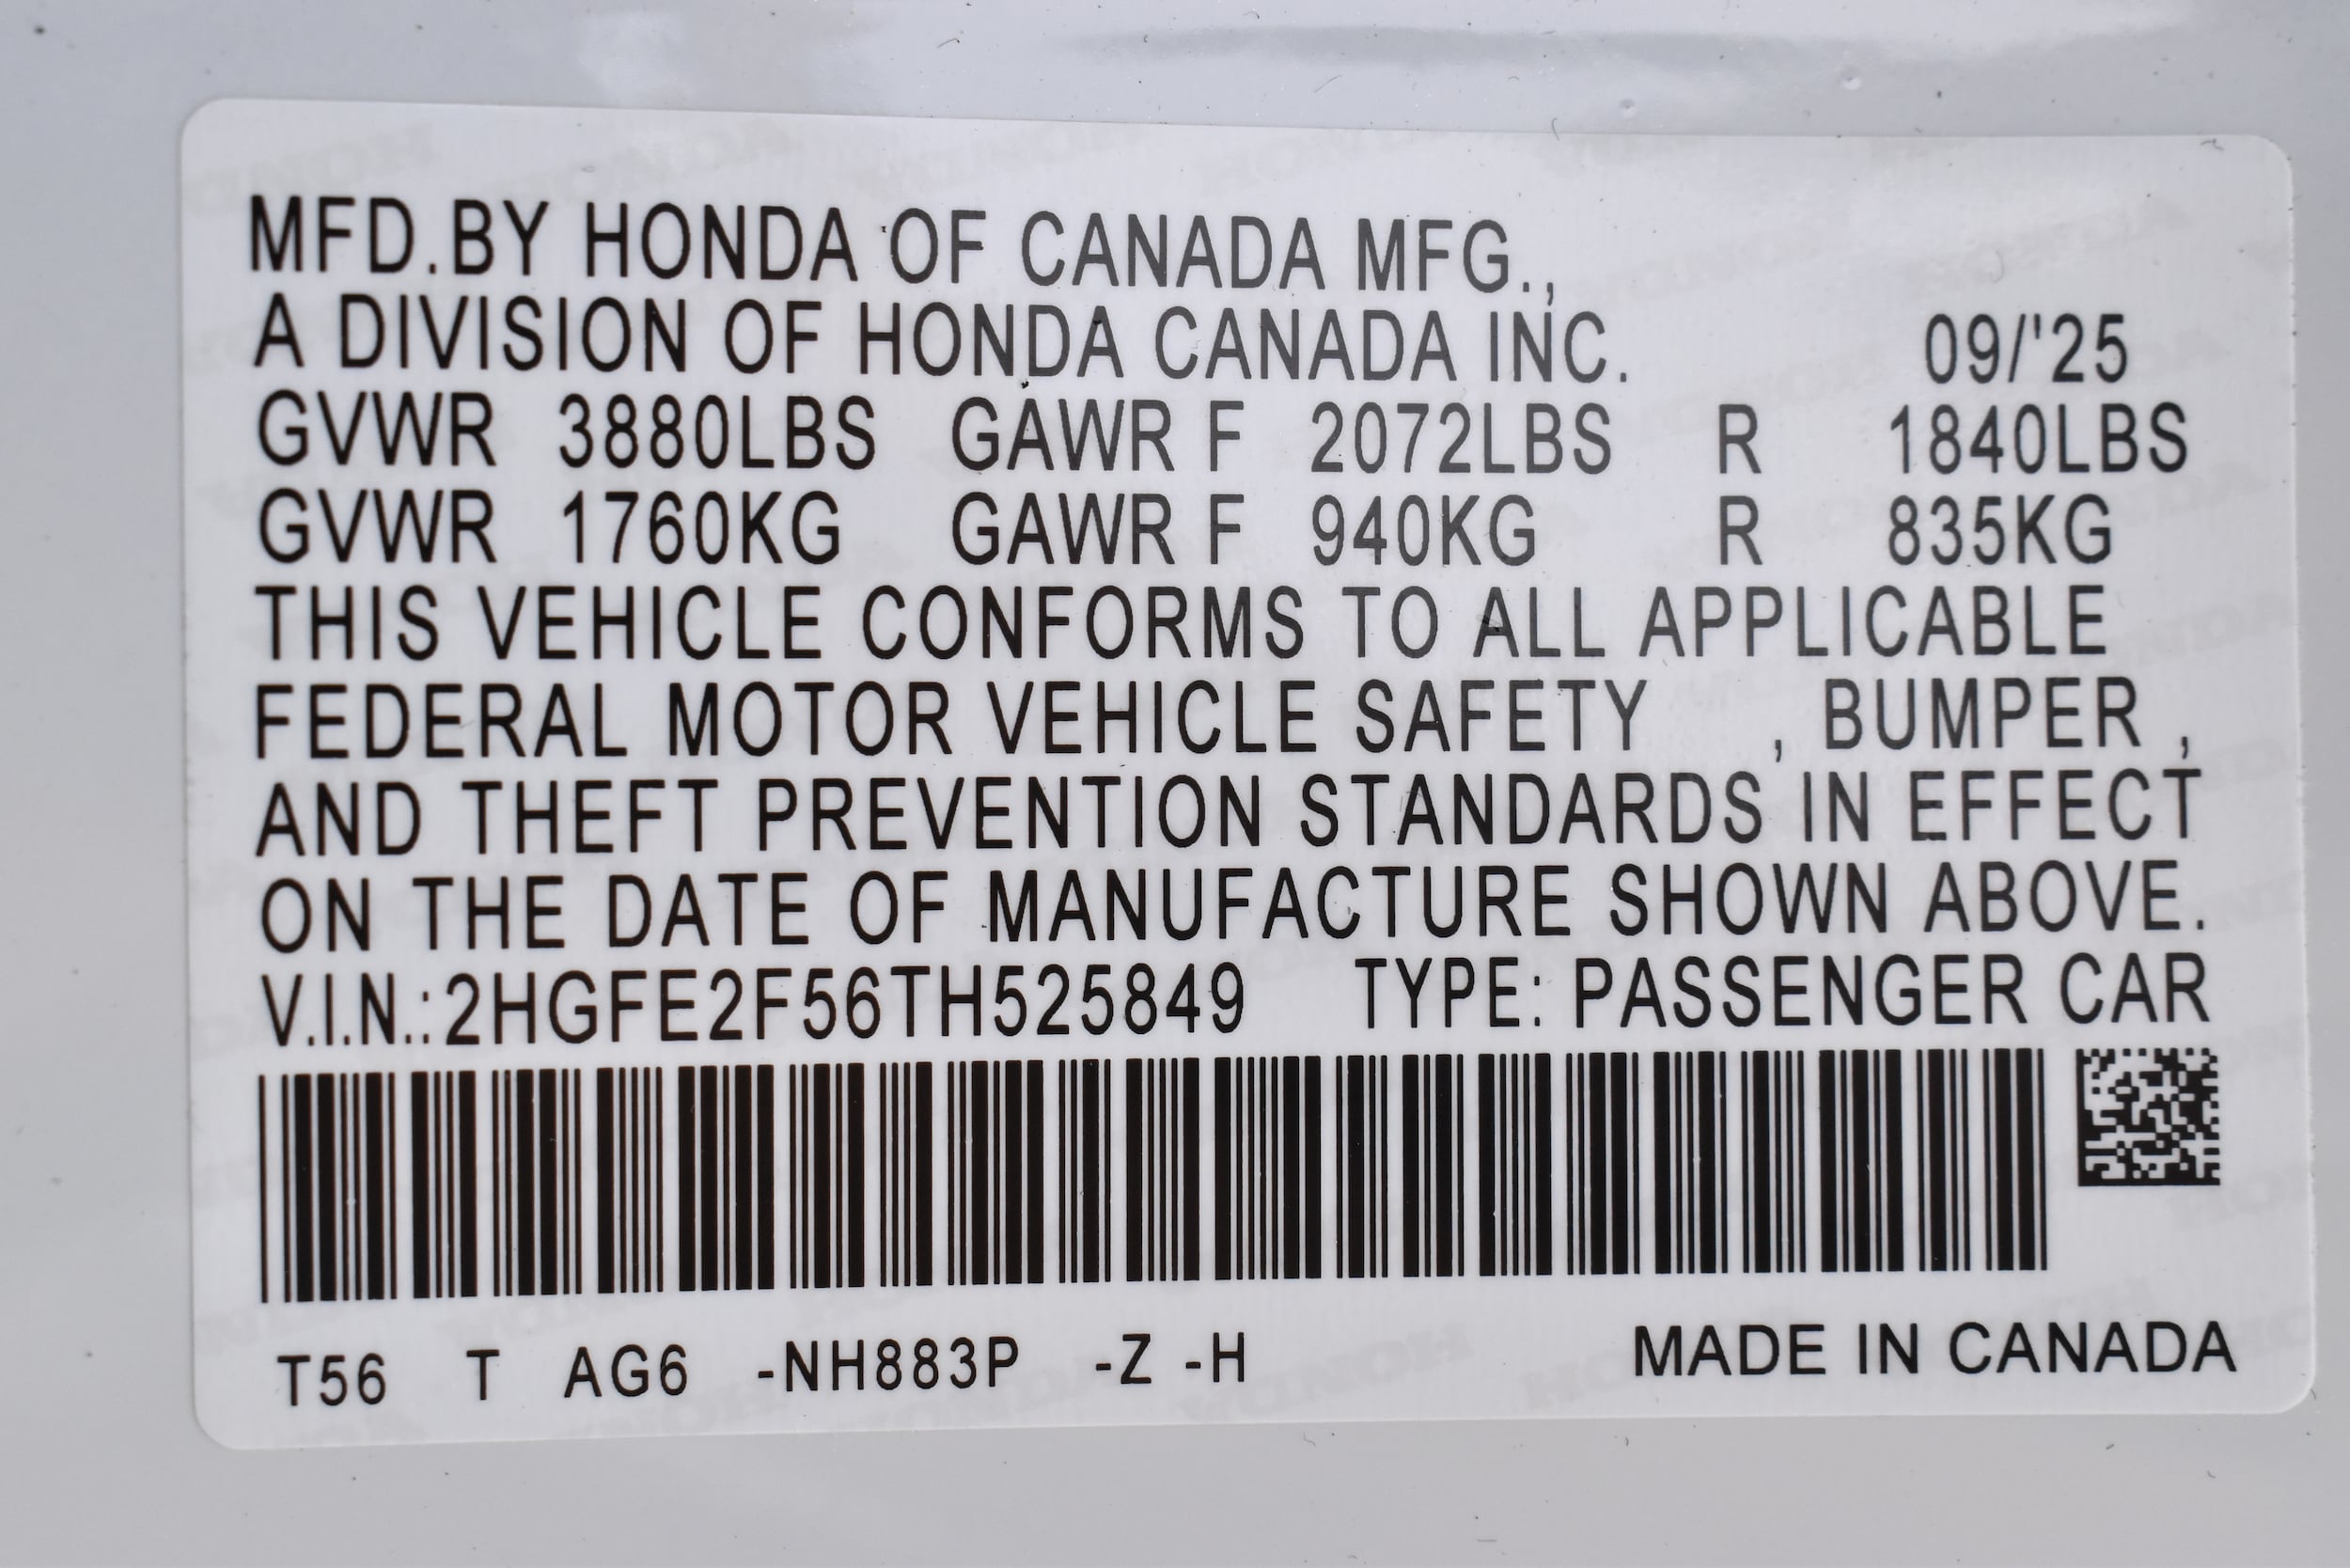 MFD.BY HONDA OF CANADA MFG.,
A DIVISION OF HONDA CANADA INC. 09/'25
GVWR 3880LBS GAWR F 2072LBS R 1840LBS
GVWR 1760KG GAWR F 940KG R 835KG
THIS VEHICLE CONFORMS TO ALL APPLICABLE
FEDERAL MOTOR VEHICLE SAFETY , BUMPER ,
AND THEFT PREVENTION STANDARDS IN EFFECT
ON THE DATE OF MANUFACTURE SHOWN ABOVE.
V.I.N.:2HGFE2F56TH525849 TYPE: PASSENGER CAR
T56 T AG6 -NH883P -Z -H MADE IN CANADA